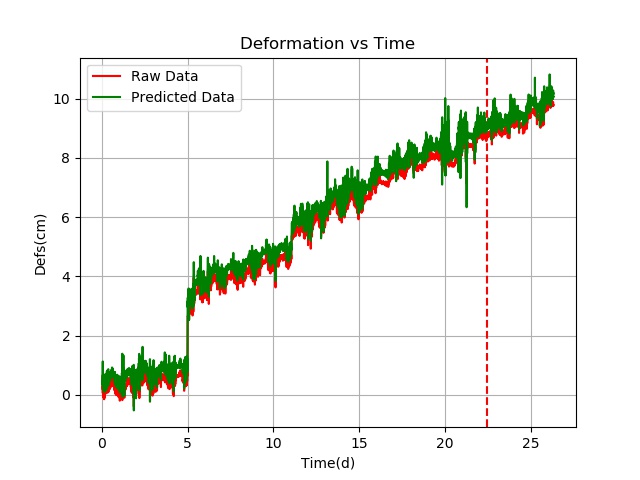 Deformation vs Time
Raw Data
Predicted Data
10
8
6
4
2
0
Defs(cm)
0 5 10 15 20 25
Time(d)